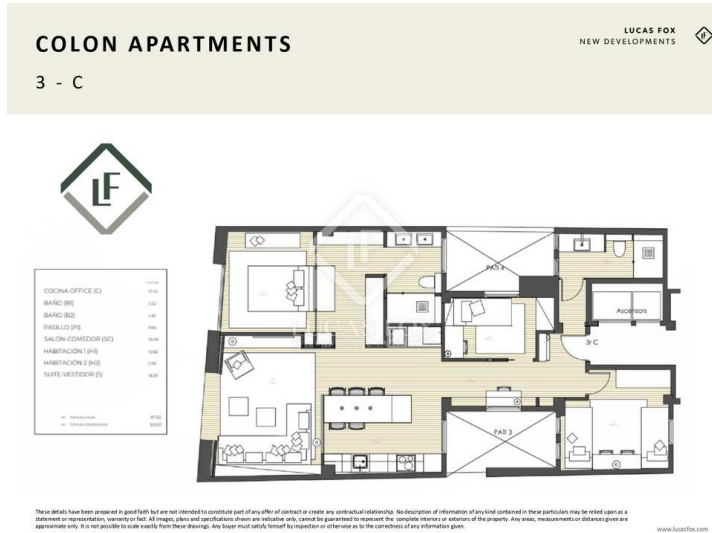 COLON APARTMENTS
3 - C
LUCAS FOX
NEW DEVELOPMENTS
LF
LF
COCINA OFFICE (C)
BAÑO (B1)
BAÑO (B2)
PASILLO (P1)
SALÓN-COMEDOR (SC)
HABITACIÓN 1 (H1)
HABITACIÓN 2 (H2)
SUITE-VESTIDOR (S)
PATI 4
Ascensors
3r C
PATI 3
LUCAS FOX
These details have been prepared in good faith but are not intended to constitute part of any offer of contract or create any contractual relationship. No description of information of any kind contained in these particulars may be relied upon as a
statement or representation, warranty or fact. All images, plans and specifications shown are indicative only, cannot be guaranteed to represent the complete interiors or exteriors of the property. Any areas, measurements or distances given are
approximate only. It is not possible to scale exactly from these drawings. Any buyer must satisfy himself by inspection or otherwise as to the correctness of any information given.
www.lucasfox.com